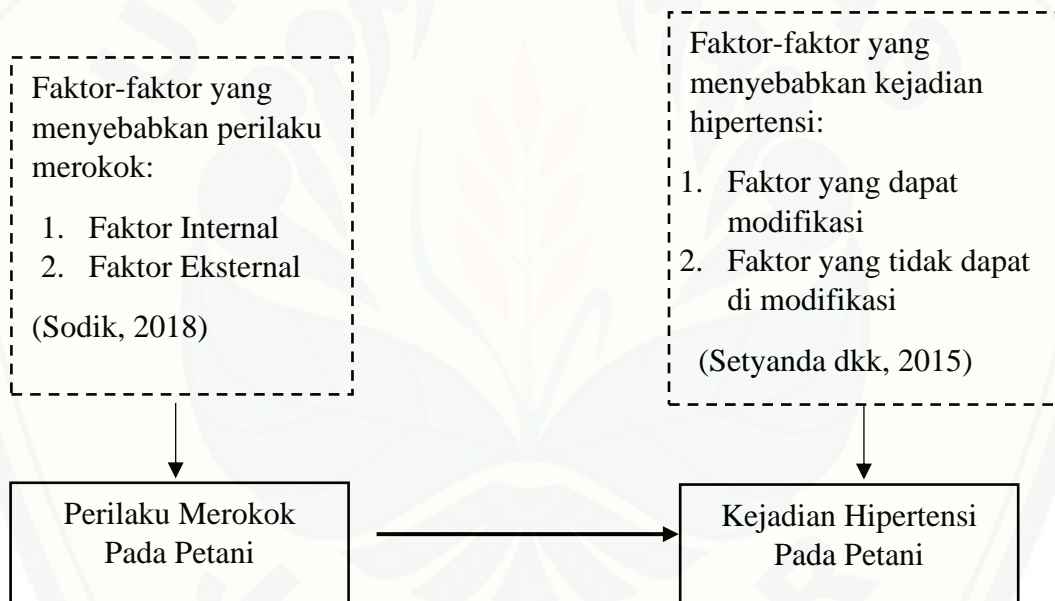 Faktor-faktor yang
menyebabkan perilaku
merokok:
1. Faktor Internal
2. Faktor Eksternal
(Sodik, 2018)
Faktor-faktor yang
menyebabkan kejadian
hipertensi:
1. Faktor yang dapat
modifikasi
2. Faktor yang tidak dapat
di modifikasi
(Setyanda dkk, 2015)
Perilaku Merokok
Pada Petani
Kejadian Hipertensi
Pada Petani